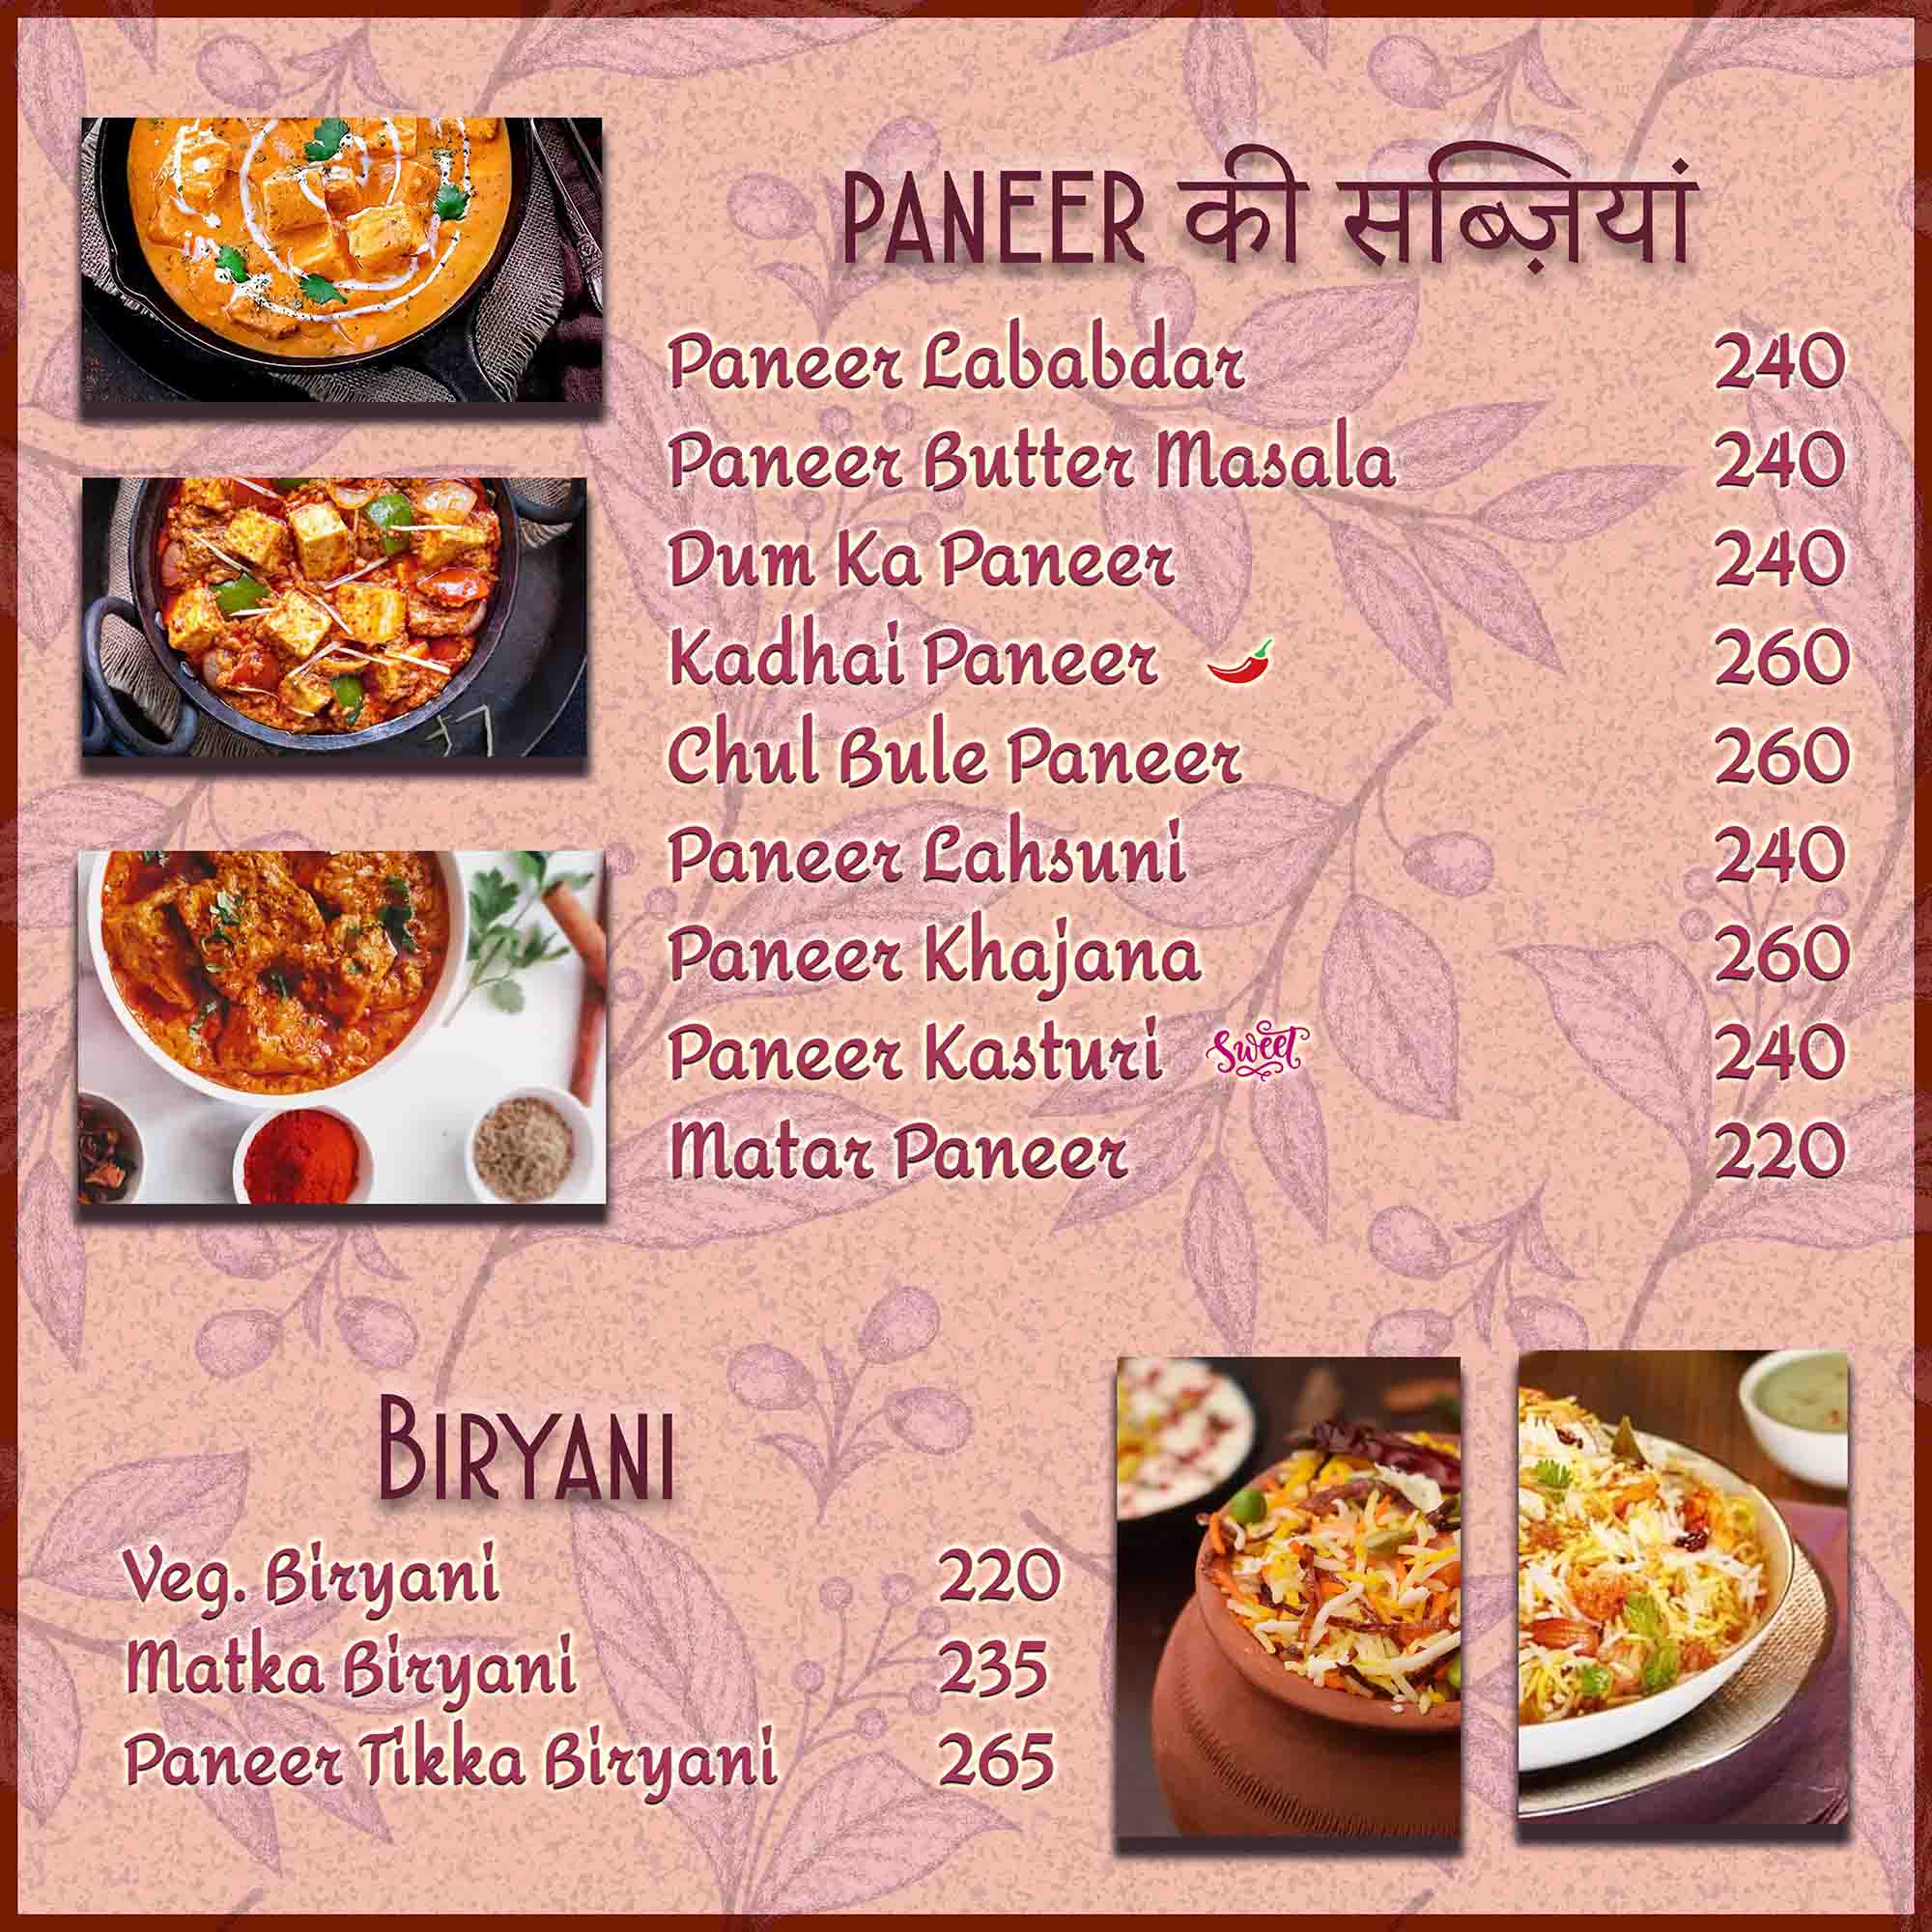 PANEER की सब्ज़ियां
Paneer Lababdar 240
Paneer Butter Masala 240
Dum Ka Paneer 240
Kadhai Paneer 260
Chul Bule Paneer 260
Paneer Lahsuni 240
Paneer Khajana 260
Paneer Kasturi Sweet 240
Matar Paneer 220
BIRYANI
Veg. Biryani 220
Matka Biryani 235
Paneer Tikka Biryani 265